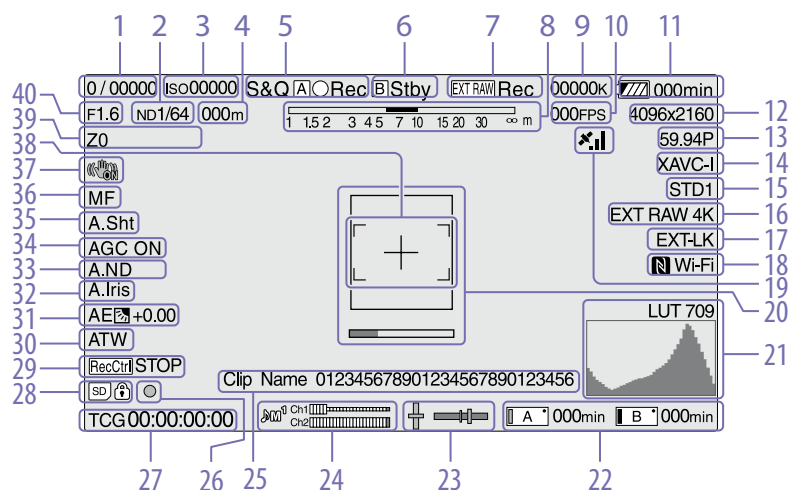 1 2 3 4 5 6 7 8 9 10 11
0 / 00000 ISO00000 S&Q A Rec B Stby EXT RAW Rec 00000K 000min
40 F1.6 ND1/64 000m 000FPS 4096x2160 12
1 1.5 2 3 4 5 7 10 15 20 30 ∞ m
39 Z0 59.94P 13
38 XAVC-I 14
37 ON STD1 15
36 MF EXT RAW 4K 16
35 A.Sht EXT-LK 17
34 AGC ON N Wi-Fi 18
33 A.ND 19
32 A.Iris 20
31 AE +0.00 LUT 709 21
30 ATW
29 RecCtrl STOP
28 SD Clip Name 01234567890123456789012345​6
TCG 00:00:00:00 M1 Ch1 A 000min B 000min
Ch2
27 26 25 24 23 22